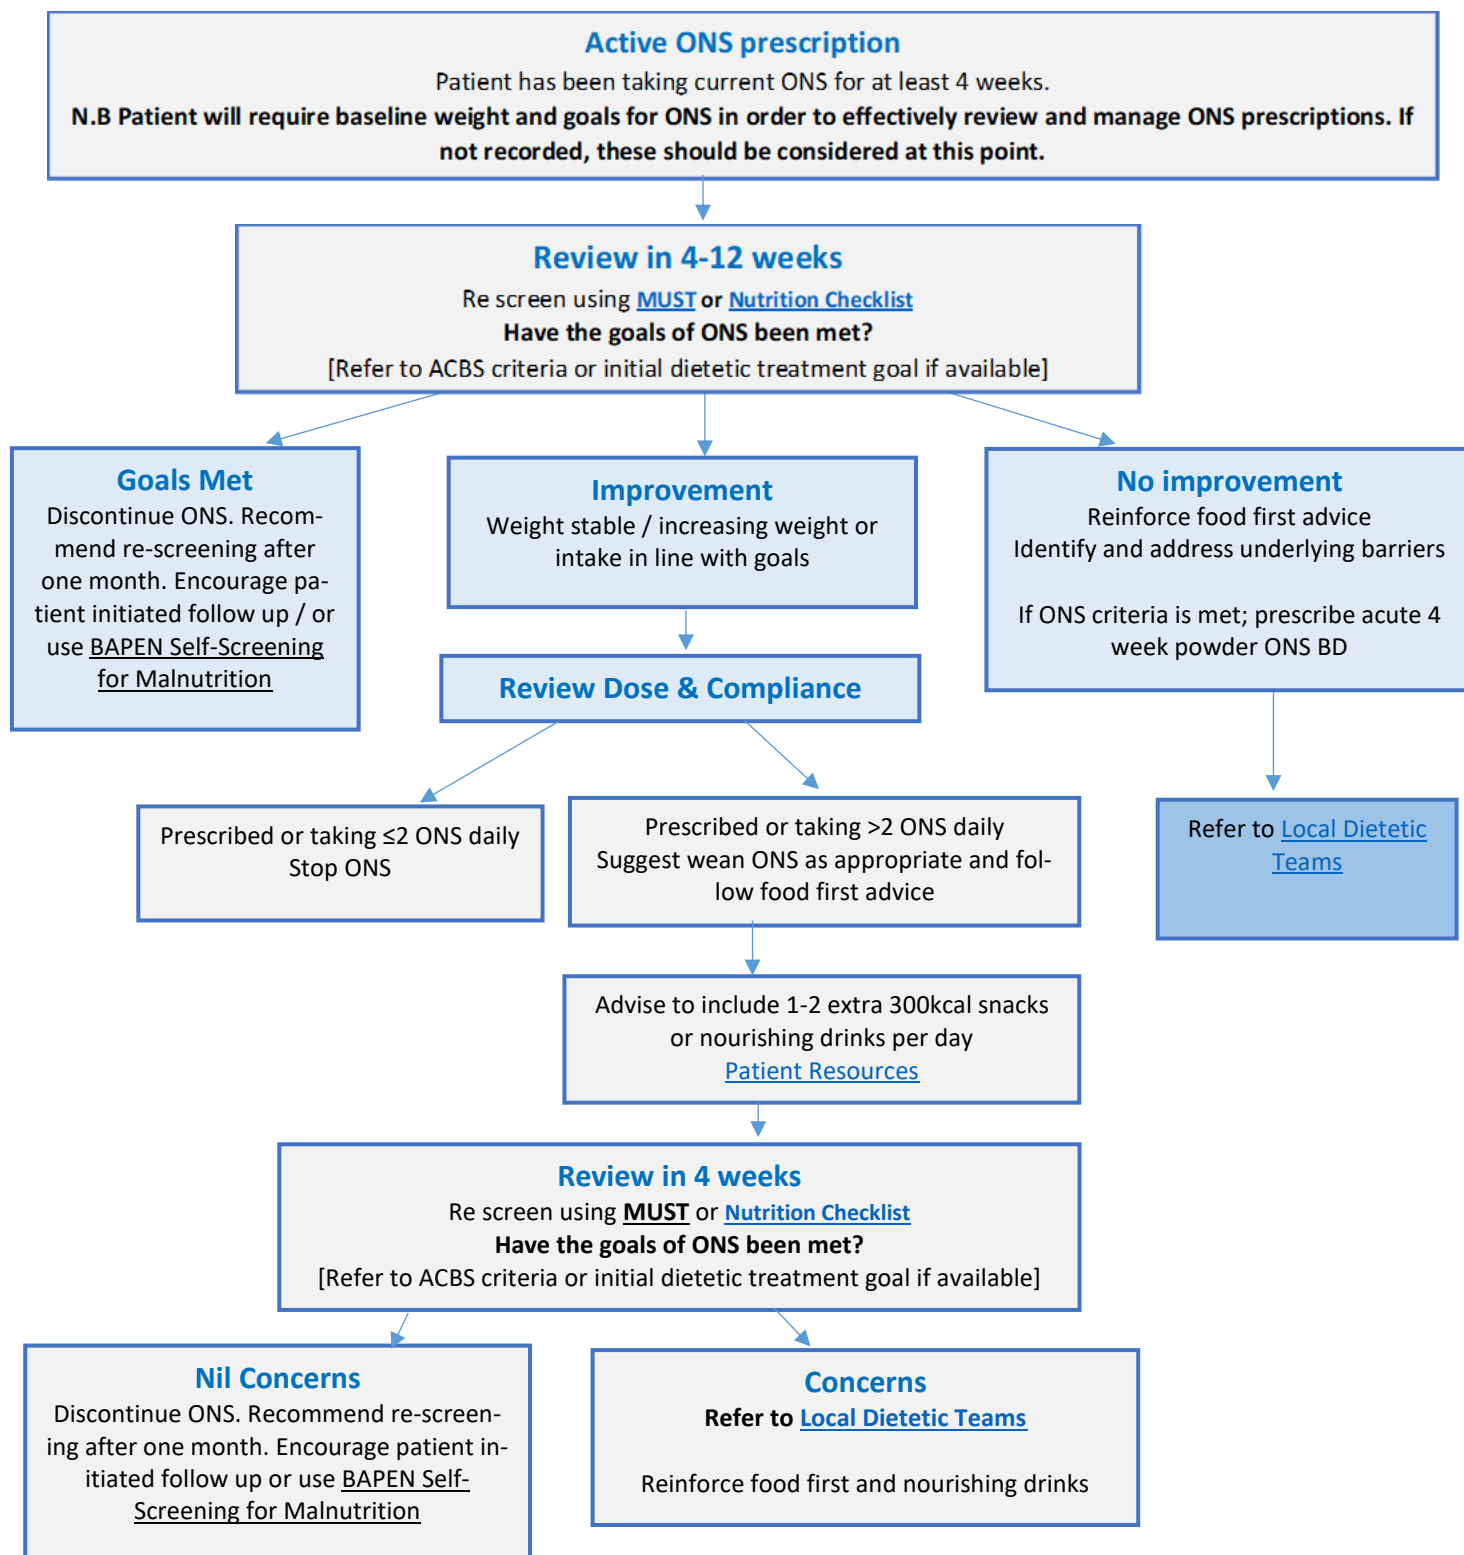 Active ONS prescription
Patient has been taking current ONS for at least 4 weeks.
N.B Patient will require baseline weight and goals for ONS in order to effectively review and manage ONS prescriptions. If
not recorded, these should be considered at this point.
Review in 4-12 weeks
Re screen using MUST or Nutrition Checklist
Have the goals of ONS been met?
[Refer to ACBS criteria or initial dietetic treatment goal if available]
Goals Met
Discontinue ONS. Recom-
mend re-screening after
one month. Encourage pa-
tient initiated follow up / or
use BAPEN Self-Screening
for Malnutrition
Improvement
Weight stable / increasing weight or
intake in line with goals
No improvement
Reinforce food first advice
Identify and address underlying barriers
If ONS criteria is met; prescribe acute 4
week powder ONS BD
Review Dose & Compliance
Prescribed or taking ≤2 ONS daily
Stop ONS
Prescribed or taking >2 ONS daily
Suggest wean ONS as appropriate and fol-
low food first advice
Refer to Local Dietetic
Teams
Advise to include 1-2 extra 300kcal snacks
or nourishing drinks per day
Patient Resources
Review in 4 weeks
Re screen using MUST or Nutrition Checklist
Have the goals of ONS been met?
[Refer to ACBS criteria or initial dietetic treatment goal if available]
Nil Concerns
Discontinue ONS. Recommend re-screen-
ing after one month. Encourage patient in-
itiated follow up or use BAPEN Self-
Screening for Malnutrition
Concerns
Refer to Local Dietetic Teams
Reinforce food first and nourishing drinks